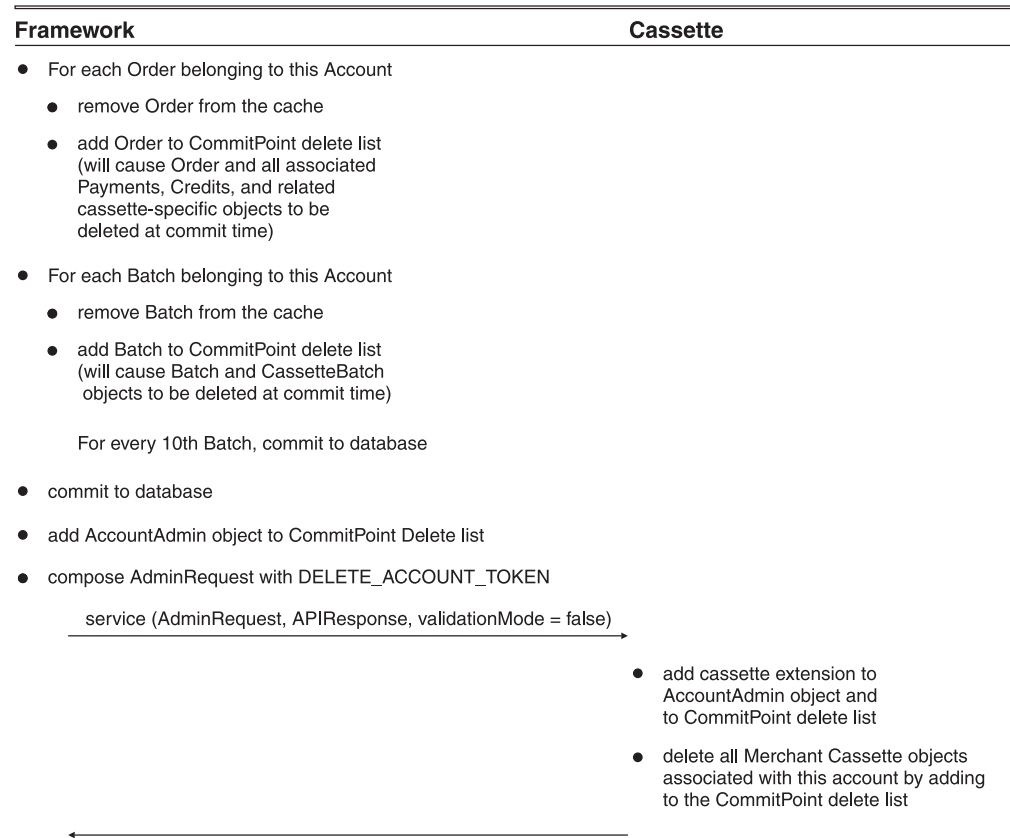 Framework Cassette
● For each Order belonging to this Account
● remove Order from the cache
● add Order to CommitPoint delete list
(will cause Order and all associated
Payments, Credits, and related
cassette-specific objects to be
deleted at commit time)
● For each Batch belonging to this Account
● remove Batch from the cache
● add Batch to CommitPoint delete list
(will cause Batch and CassetteBatch
objects to be deleted at commit time)
For every 10th Batch, commit to database
● commit to database
● add AccountAdmin object to CommitPoint Delete list
● compose AdminRequest with DELETE_ACCOUNT_TOKEN
service (AdminRequest, APIResponse, validationMode = false)
● add cassette extension to
AccountAdmin object and
to CommitPoint delete list
● delete all Merchant Cassette objects
associated with this account by adding
to the CommitPoint delete list